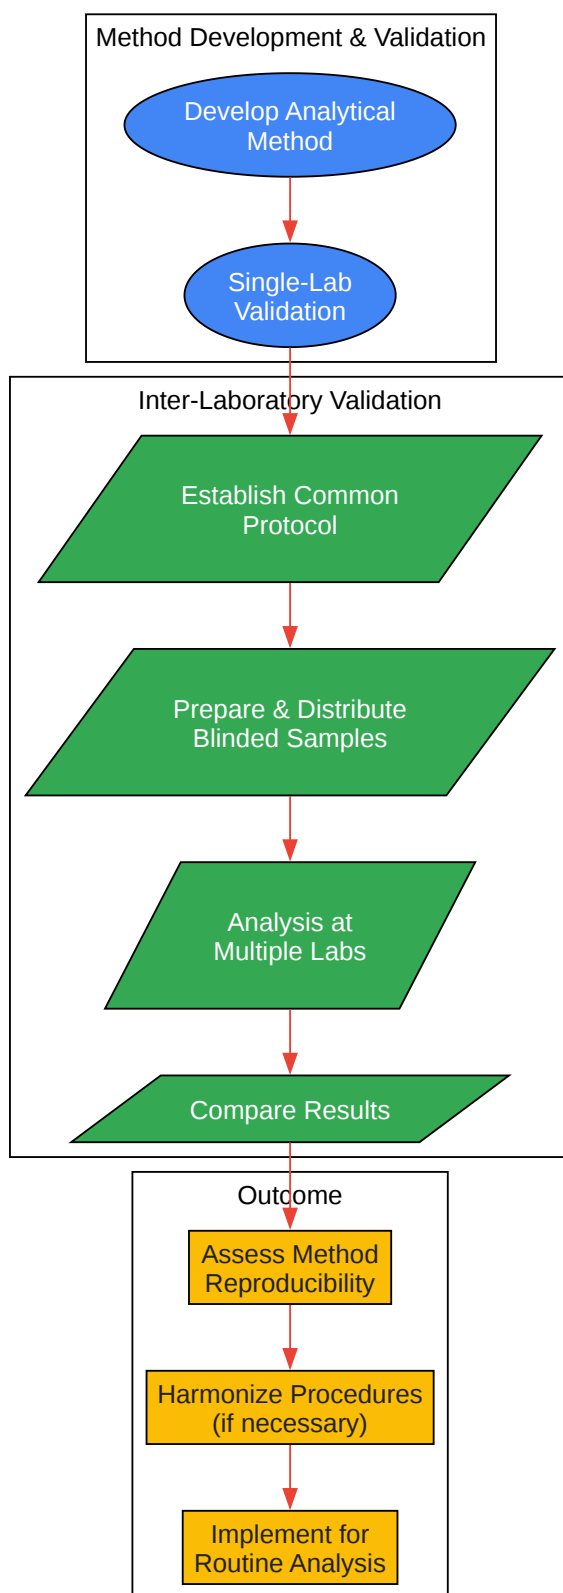 Method Development & Validation
Develop Analytical
Method
Single-Lab
Validation
Inter-Laboratory Validation
Establish Common
Protocol
Prepare & Distribute
Blinded Samples
Analysis at
Multiple Labs
Compare Results
Outcome
Assess Method
Reproducibility
Harmonize Procedures
(if necessary)
Implement for
Routine Analysis